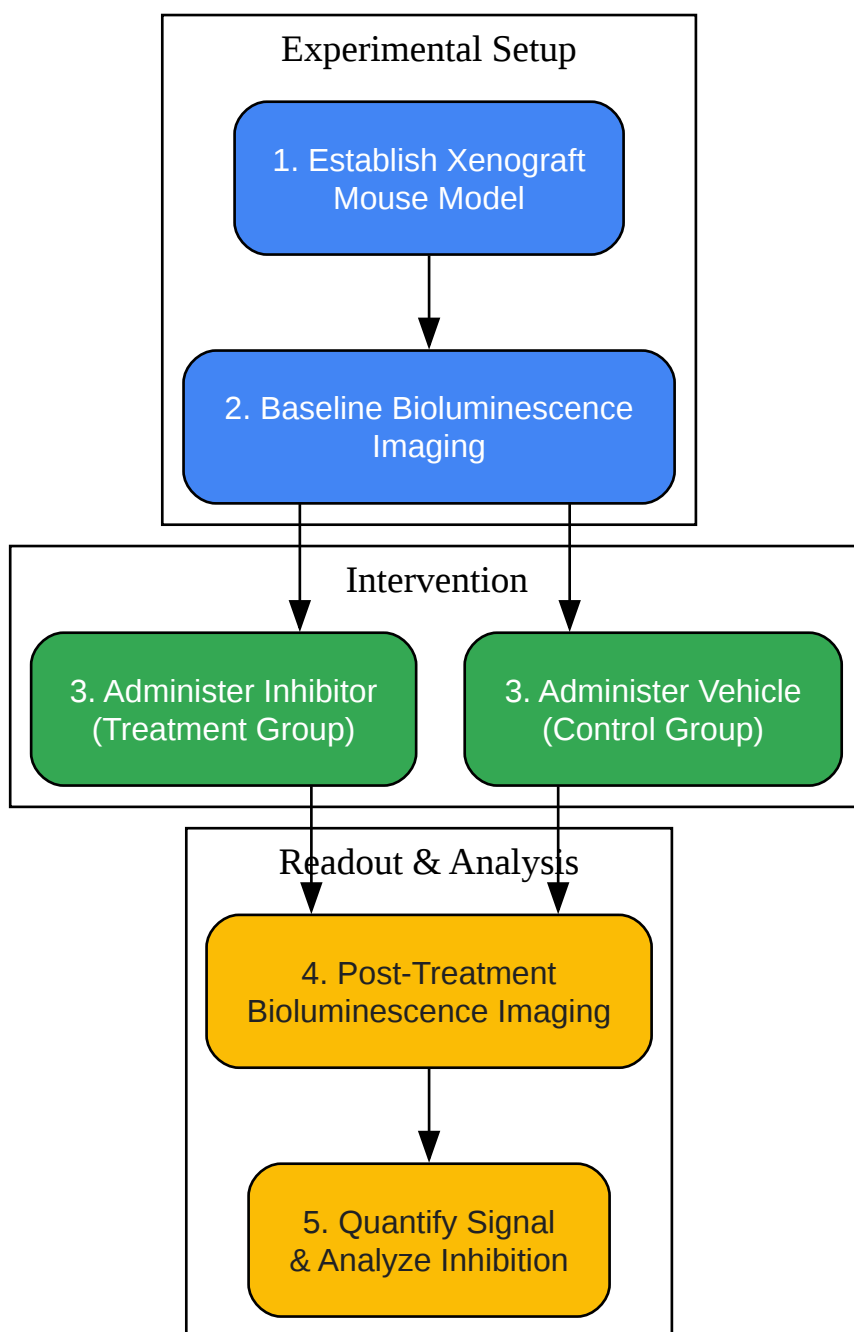 Experimental Setup
1. Establish Xenograft
Mouse Model
2. Baseline Bioluminescence
Imaging
Intervention
3. Administer Inhibitor
(Treatment Group)
3. Administer Vehicle
(Control Group)
Readout & Analysis
4. Post-Treatment
Bioluminescence Imaging
5. Quantify Signal
& Analyze Inhibition